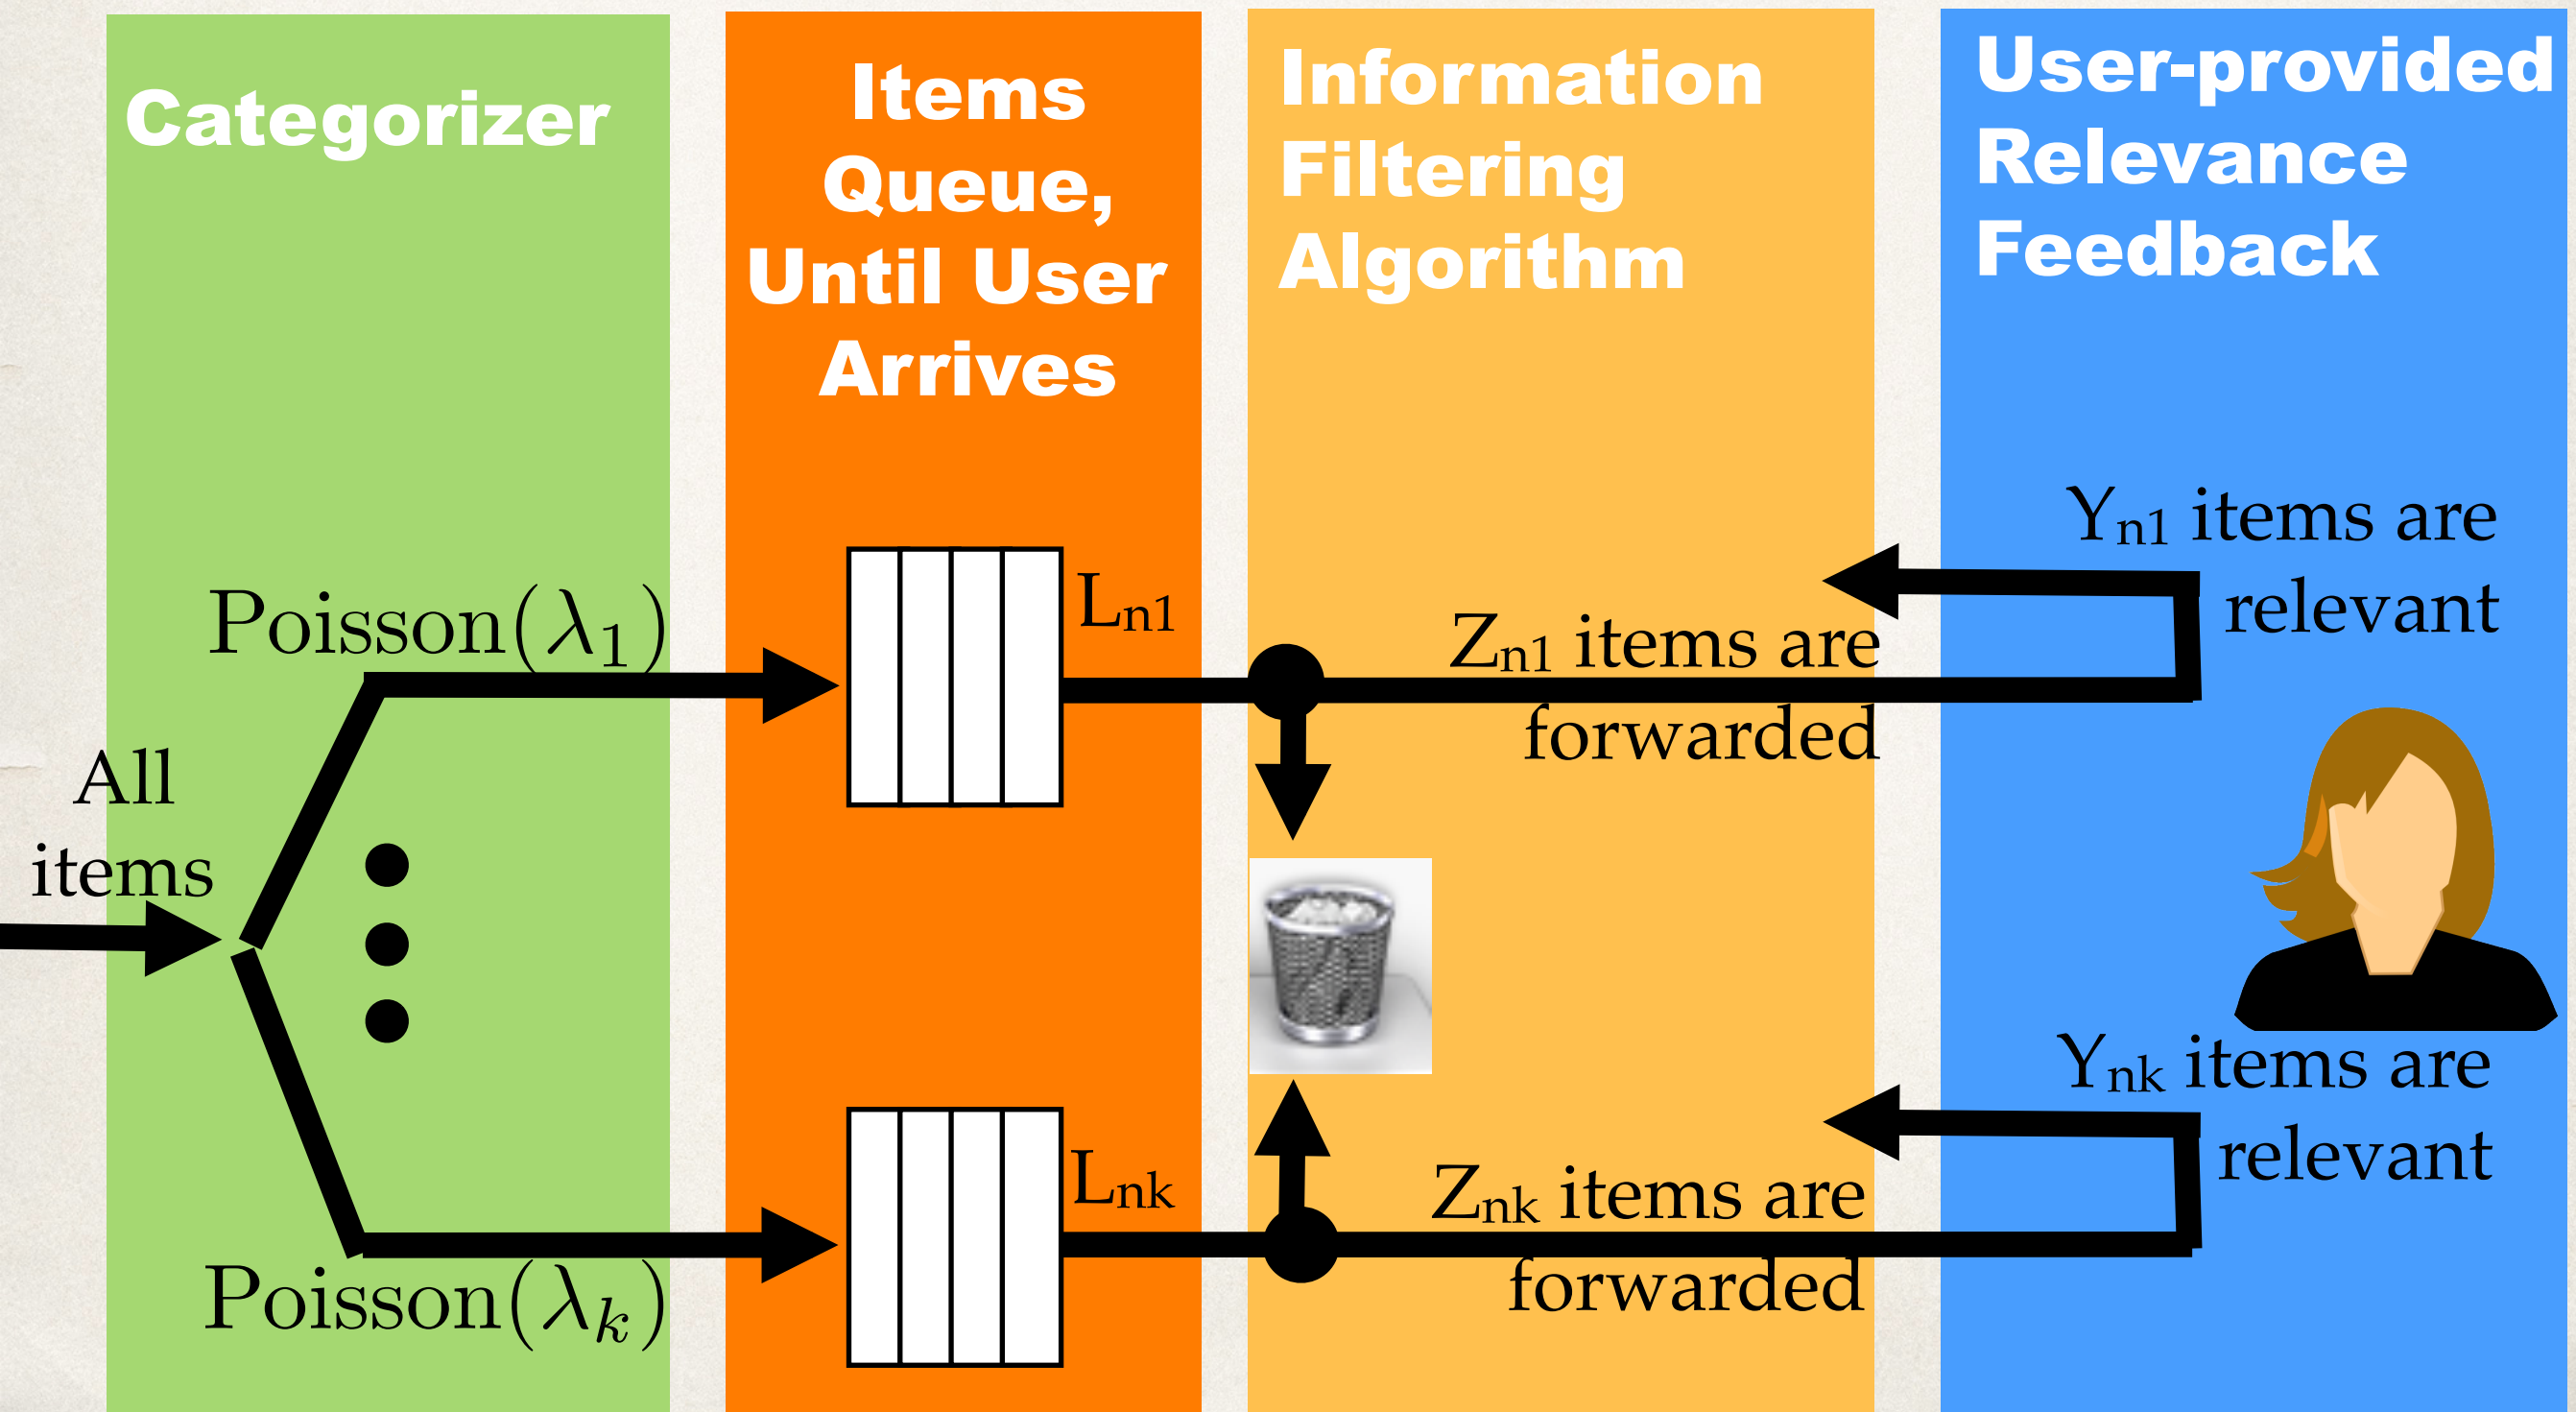 Categorizer
Items
Queue,
Until User
Arrives
Information
Filtering
Algorithm
User-provided
Relevance
Feedback
All
items
Poisson(λ₁)
Lₙ₁
Zₙ₁ items are
forwarded
Yₙ₁ items are
relevant
Poisson(λₖ)
Lₙₖ
Zₙₖ items are
forwarded
Yₙₖ items are
relevant